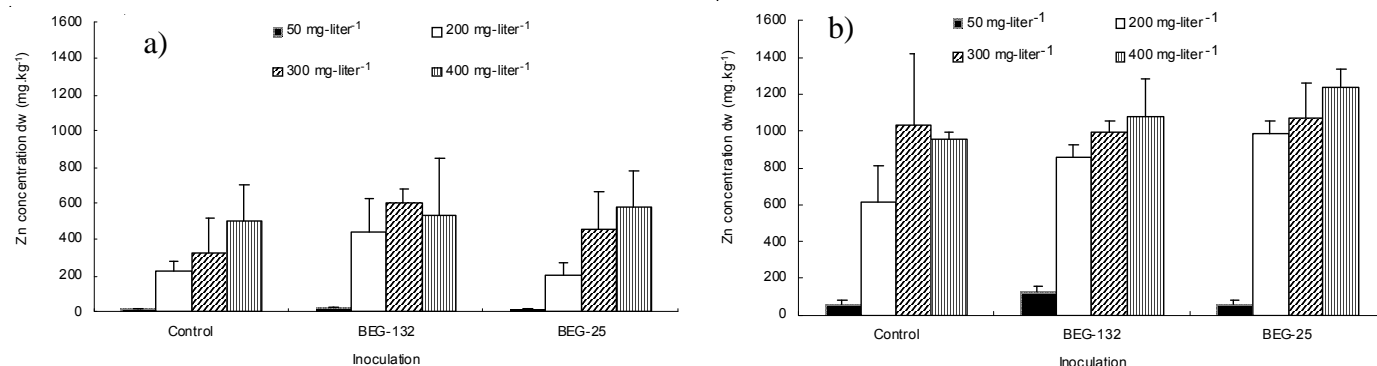 a)
50 mg-liter⁻¹ 200 mg-liter⁻¹
300 mg-liter⁻¹ 400 mg-liter⁻¹
Zn concentration dw (mg.kg⁻¹)
1600
1400
1200
1000
800
600
400
200
0
Control BEG-132 BEG-25
Inoculation
b)
50 mg-liter⁻¹ 200 mg-liter⁻¹
300 mg-liter⁻¹ 400 mg-liter⁻¹
Zn concentration dw (mg.kg⁻¹)
1600
1400
1200
1000
800
600
400
200
0
Control BEG-132 BEG-25
Inoculation